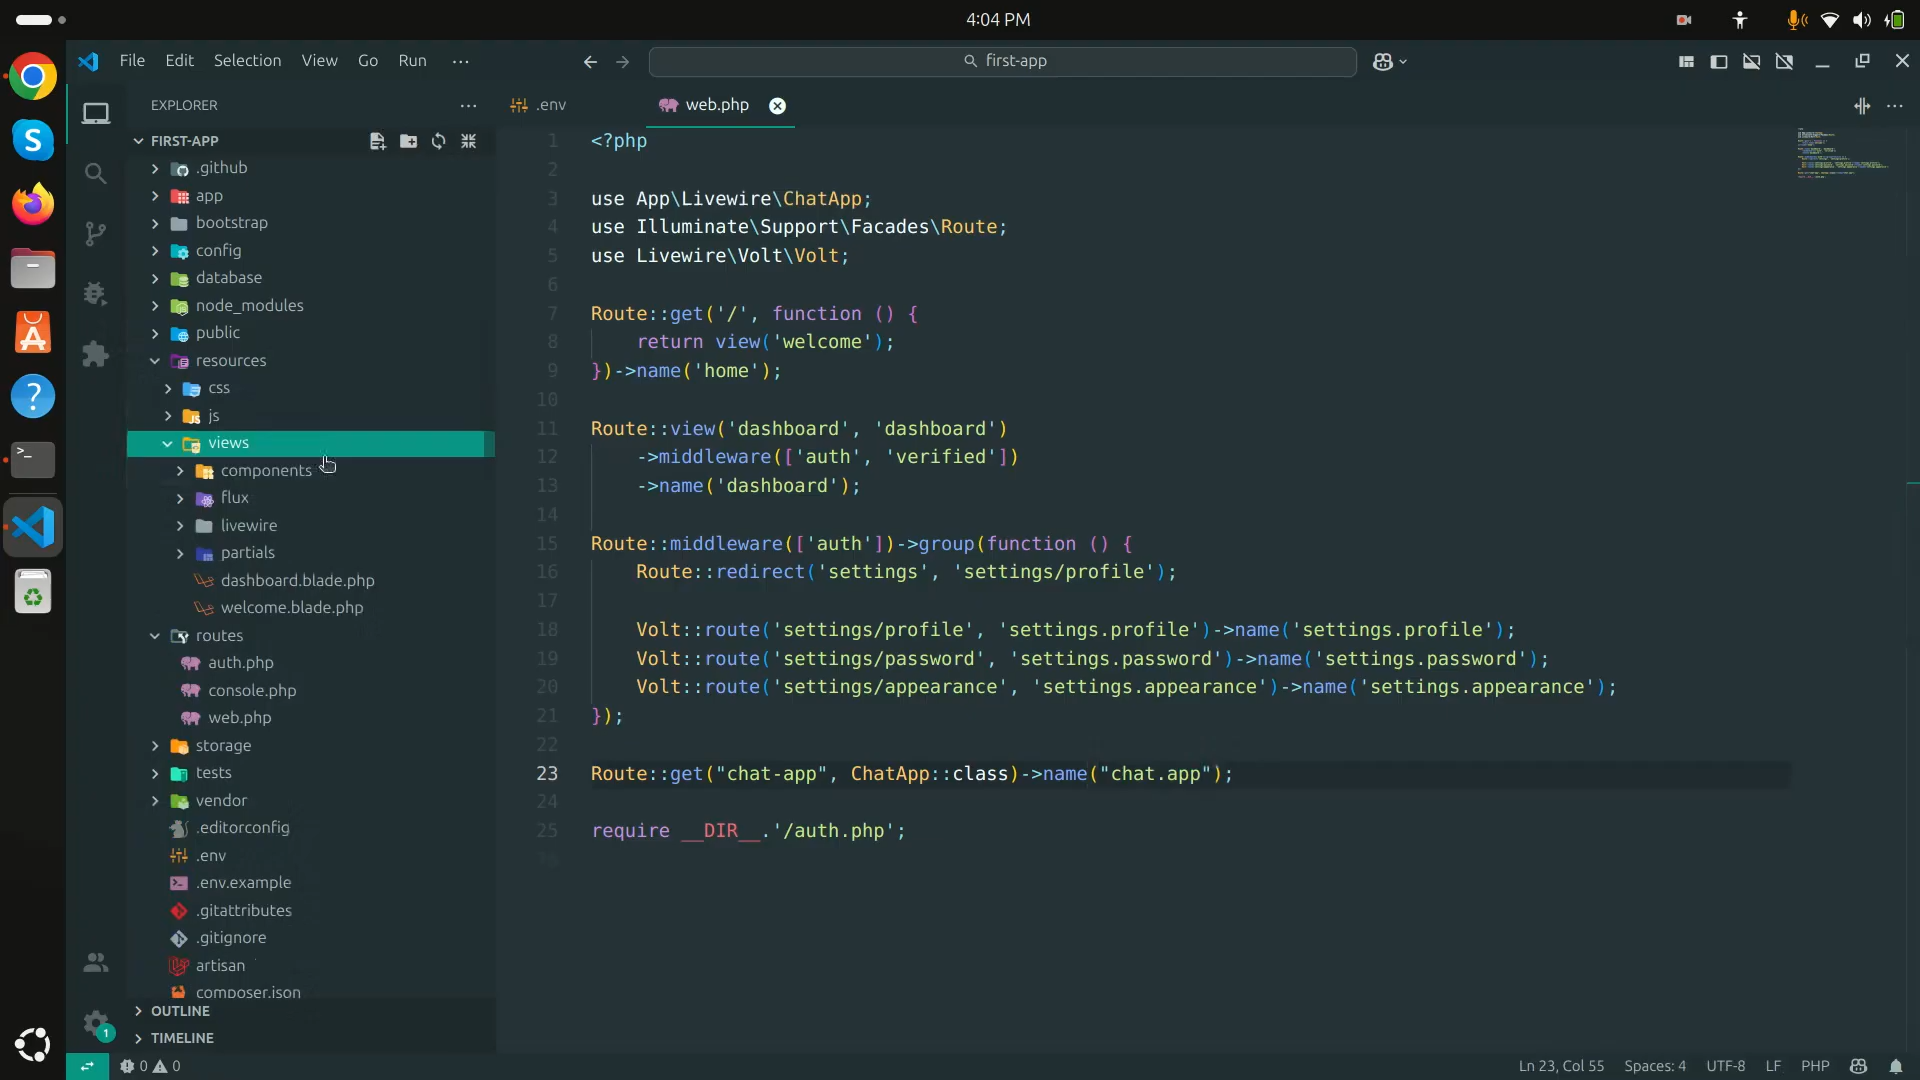 4:04 PM
File Edit Selection View Go Run ...
first-app
EXPLORER
FIRST-APP
.github
app
bootstrap
config
database
node_modules
public
resources
css
js
views
components
flux
livewire
partials
dashboard.blade.php
welcome.blade.php
routes
auth.php
console.php
web.php
storage
tests
vendor
.editorconfig
.env
.env.example
.gitattributes
.gitignore
artisan
composer.json
OUTLINE
TIMELINE
.env web.php
1 <?php
2
3 use App\Livewire\ChatApp;
4 use Illuminate\Support\Facades\Route;
5 use Livewire\Volt\Volt;
6
7 Route::get('/', function () {
8 return view('welcome');
9 })->name('home');
10
11 Route::view('dashboard', 'dashboard')
12 ->middleware(['auth', 'verified'])
13 ->name('dashboard');
14
15 Route::middleware(['auth'])->group(function () {
16 Route::redirect('settings', 'settings/profile');
17
18 Volt::route('settings/profile', 'settings.profile')->name('settings.profile');
19 Volt::route('settings/password', 'settings.password')->name('settings.password');
20 Volt::route('settings/appearance', 'settings.appearance')->name('settings.appearance');
21 });
22
23 Route::get("chat-app", ChatApp::class)->name("chat.app");
24
25 require __DIR__.'/auth.php';
26
1
0 0
Ln 23, Col 55 Spaces: 4 UTF-8 LF PHP